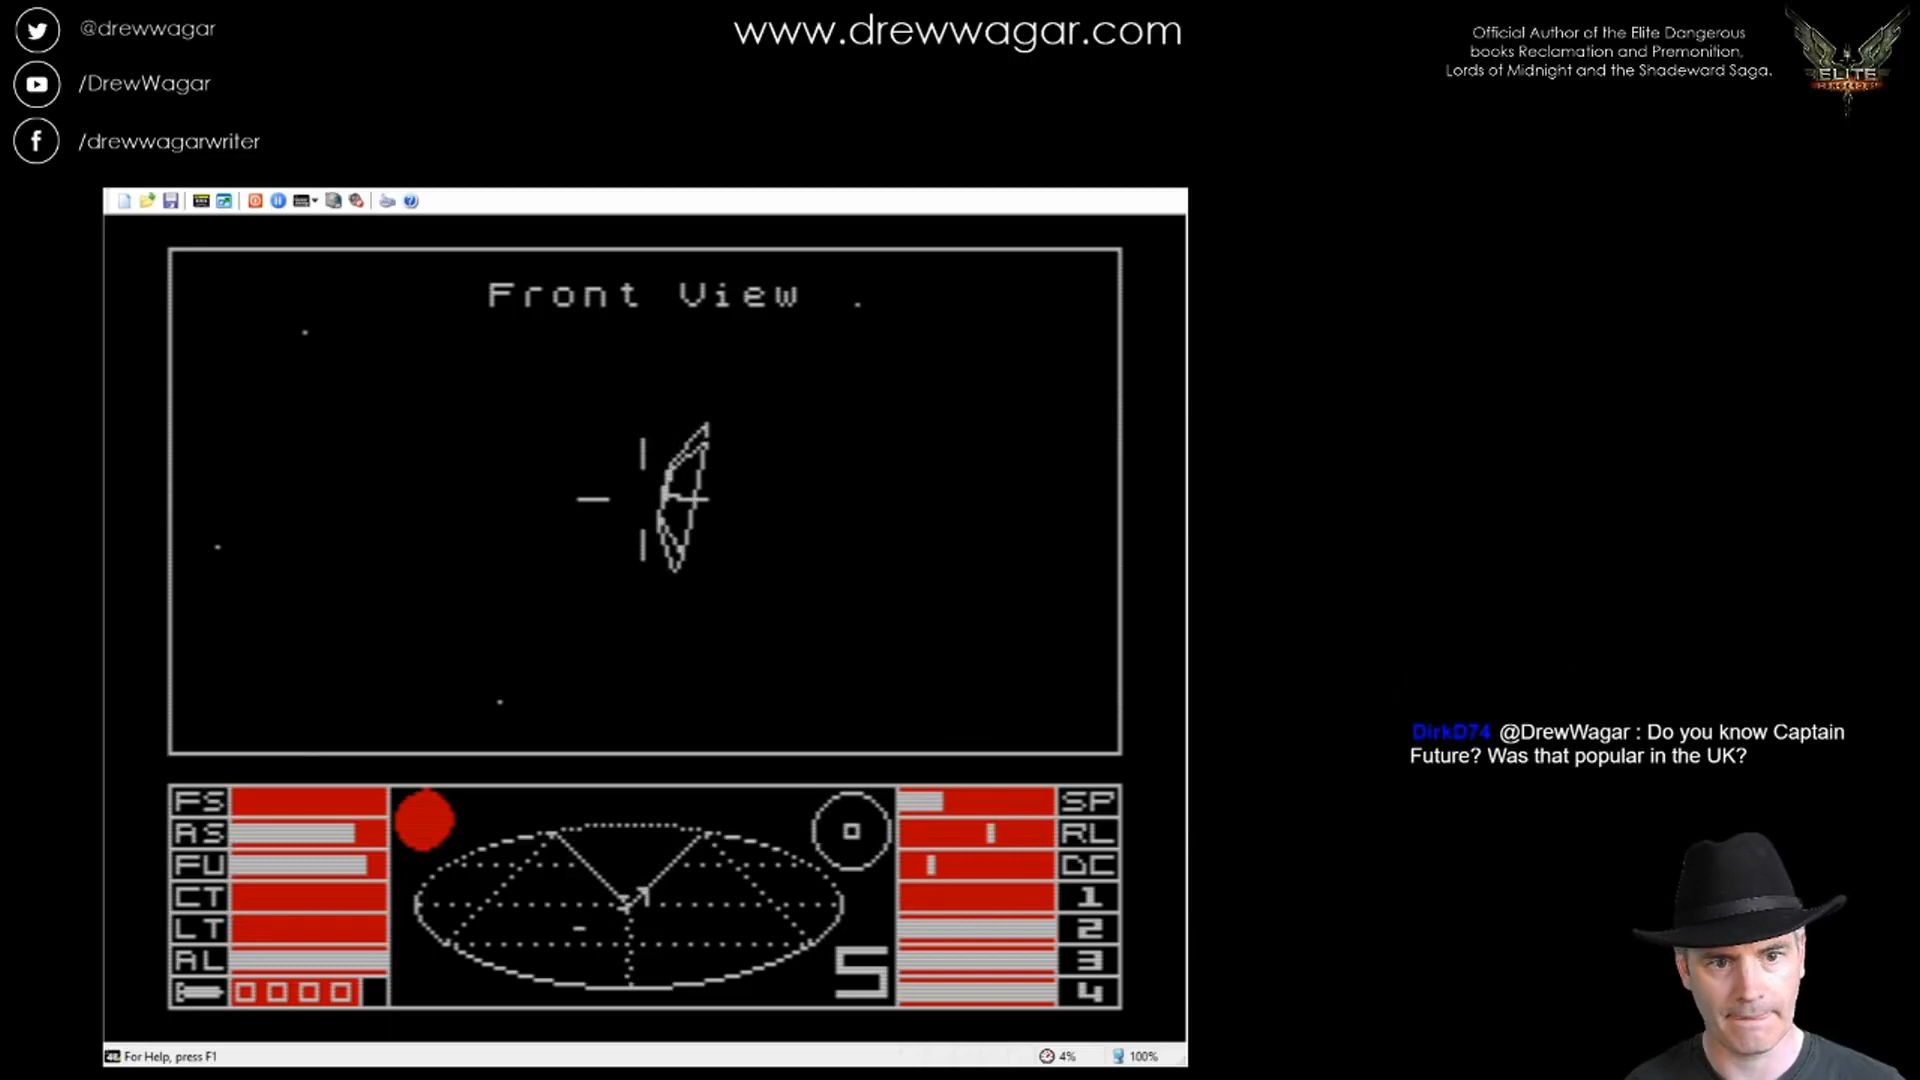 @drewwagar
/DrewWagar
/drewwagarwriter
www.drewwagar.com
Official Author of the Elite Dangerous
books Reclamation and Premonition,
Lords of Midnight and the Shadeward Saga.
ELITE
DANGEROUS
Front View
FS
AS
FU
CT
LT
AL
S
SP
RL
DC
1
2
3
4
For Help, press F1
4%
100%
DirkD74 @DrewWagar : Do you know Captain
Future? Was that popular in the UK?